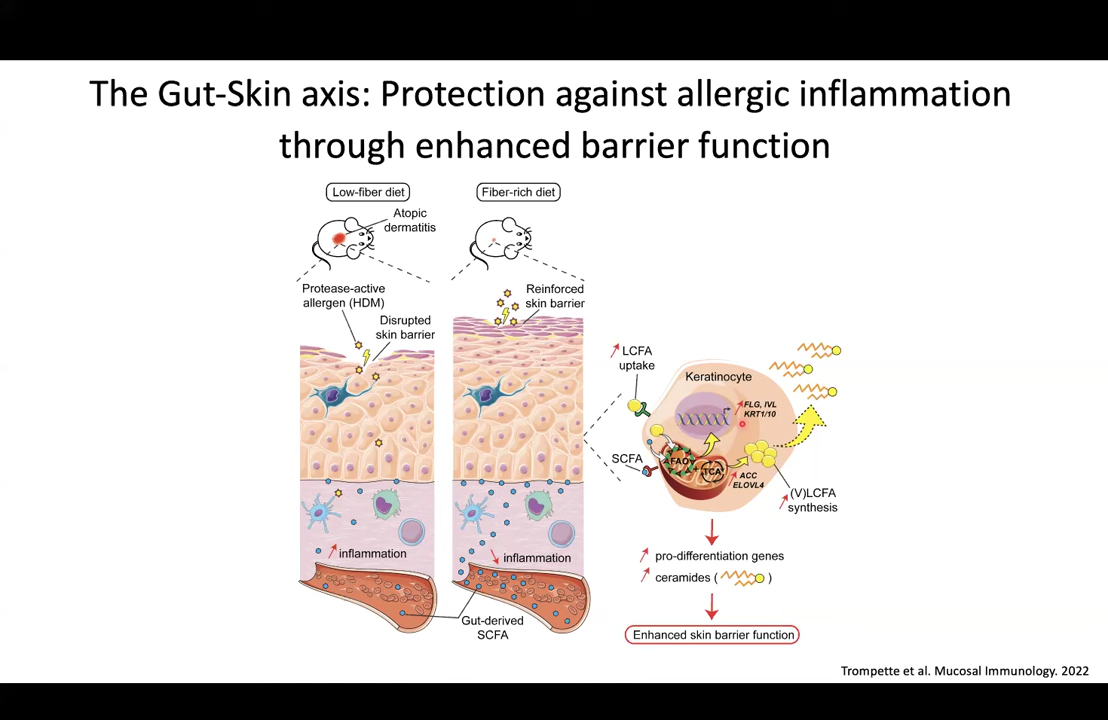 The Gut-Skin axis: Protection against allergic inflammation
through enhanced barrier function
Low-fiber diet
Atopic
dermatitis
Protease-active
allergen (HDM)
Disrupted
skin barrier
inflammation
Fiber-rich diet
Reinforced
skin barrier
inflammation
Gut-derived
SCFA
LCFA
uptake
SCFA
Keratinocyte
FLG, IVL
KRT1/10
FAO
TCA
ACC
ELOVL4
(V)LCFA
synthesis
pro-differentiation genes
ceramides ( )
Enhanced skin barrier function
Trompette et al. Mucosal Immunology. 2022